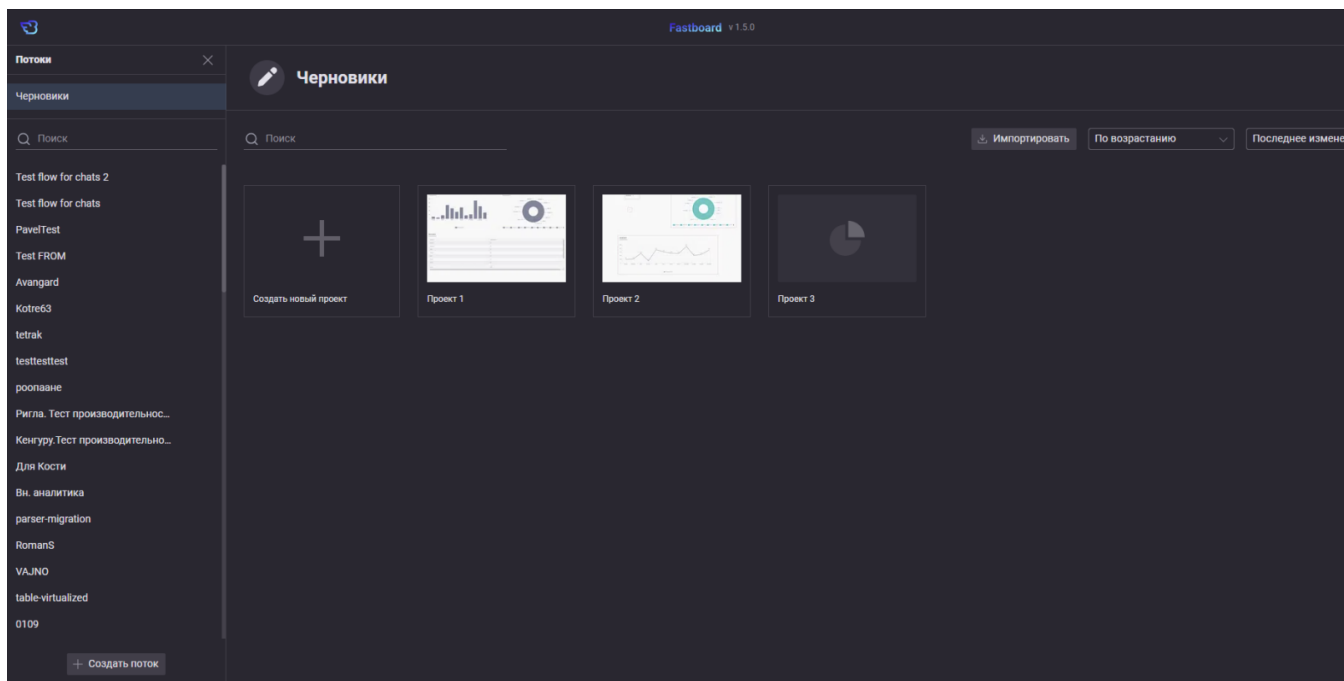 Fastboard v 1.5.0
Потоки
Черновики
Поиск
Test flow for chats 2
Test flow for chats
PavelTest
Test FROM
Avangard
Kotre63
tetrak
testtesttest
роопаане
Ригла. Тест производительнос...
Кенгуру.Тест производительно...
Для Кости
Вн. аналитика
parser-migration
RomanS
VAJNO
table-virtualized
0109
Создать поток
Черновики
Поиск
Импортировать
По возрастанию
Последнее измене
Создать новый проект
Проект 1
Проект 2
Проект 3